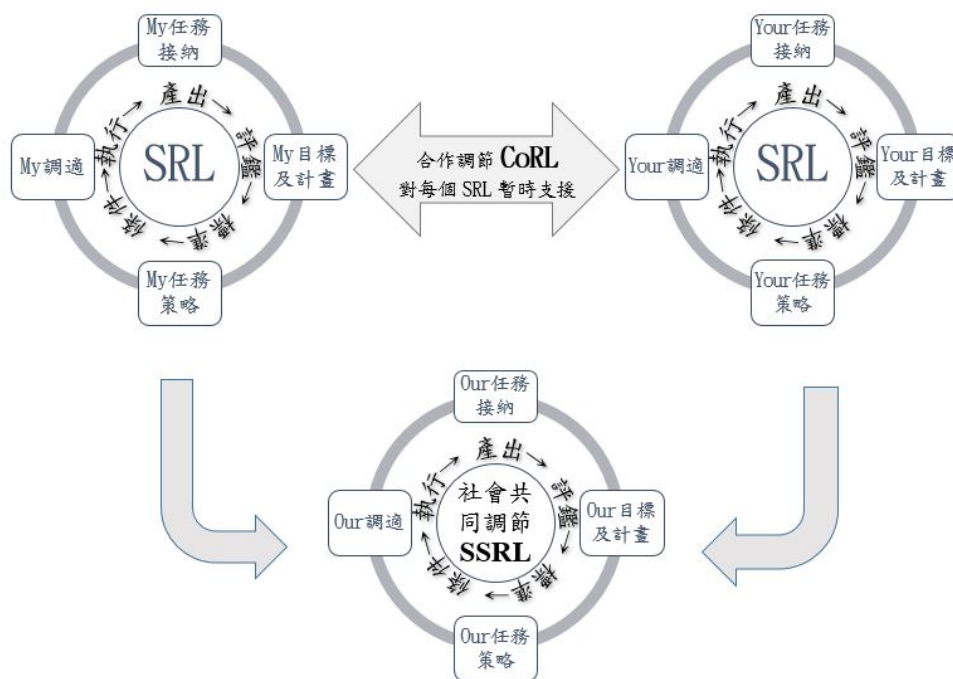 My任務
接納
My調適
SRL
My目標
及計畫
My任務
策略
條件→執行→產出→評鑑→標準→
合作調節 CoRL
對每個 SRL 暫時支援
Your任務
接納
Your調適
SRL
Your目標
及計畫
Your任務
策略
條件→執行→產出→評鑑→標準→
Our任務
接納
Our調適
社會共
同調節
SSRL
Our目標
及計畫
Our任務
策略
條件→執行→產出→評鑑→標準→